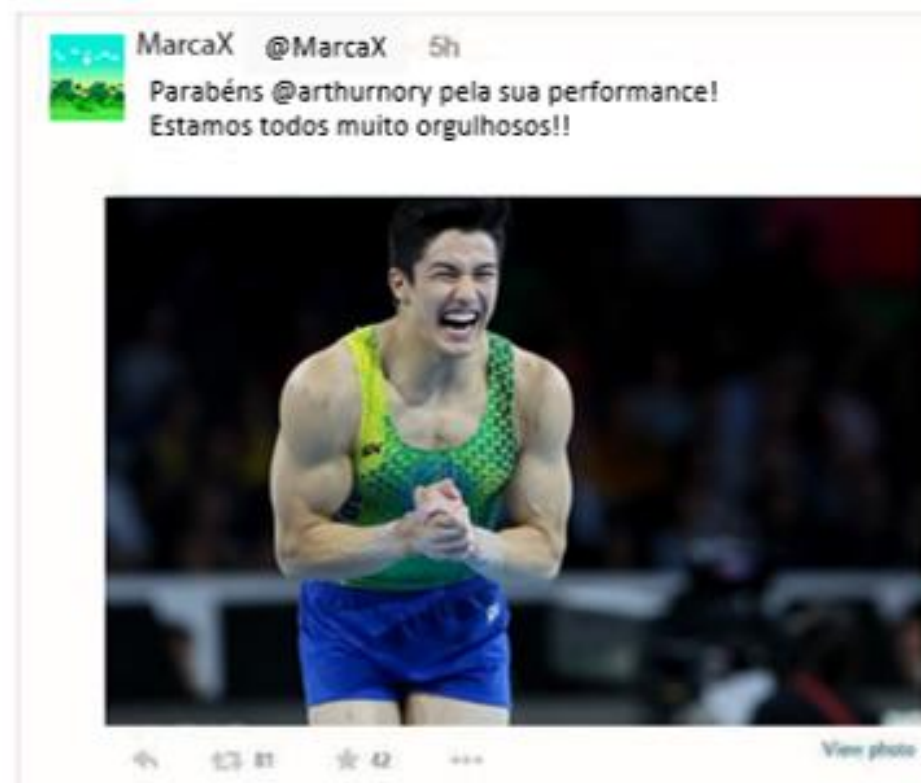 MarcaX @MarcaX 5h
Parabéns @arthurnory pela sua performance!
Estamos todos muito orgulhosos!!
81 42
View photo